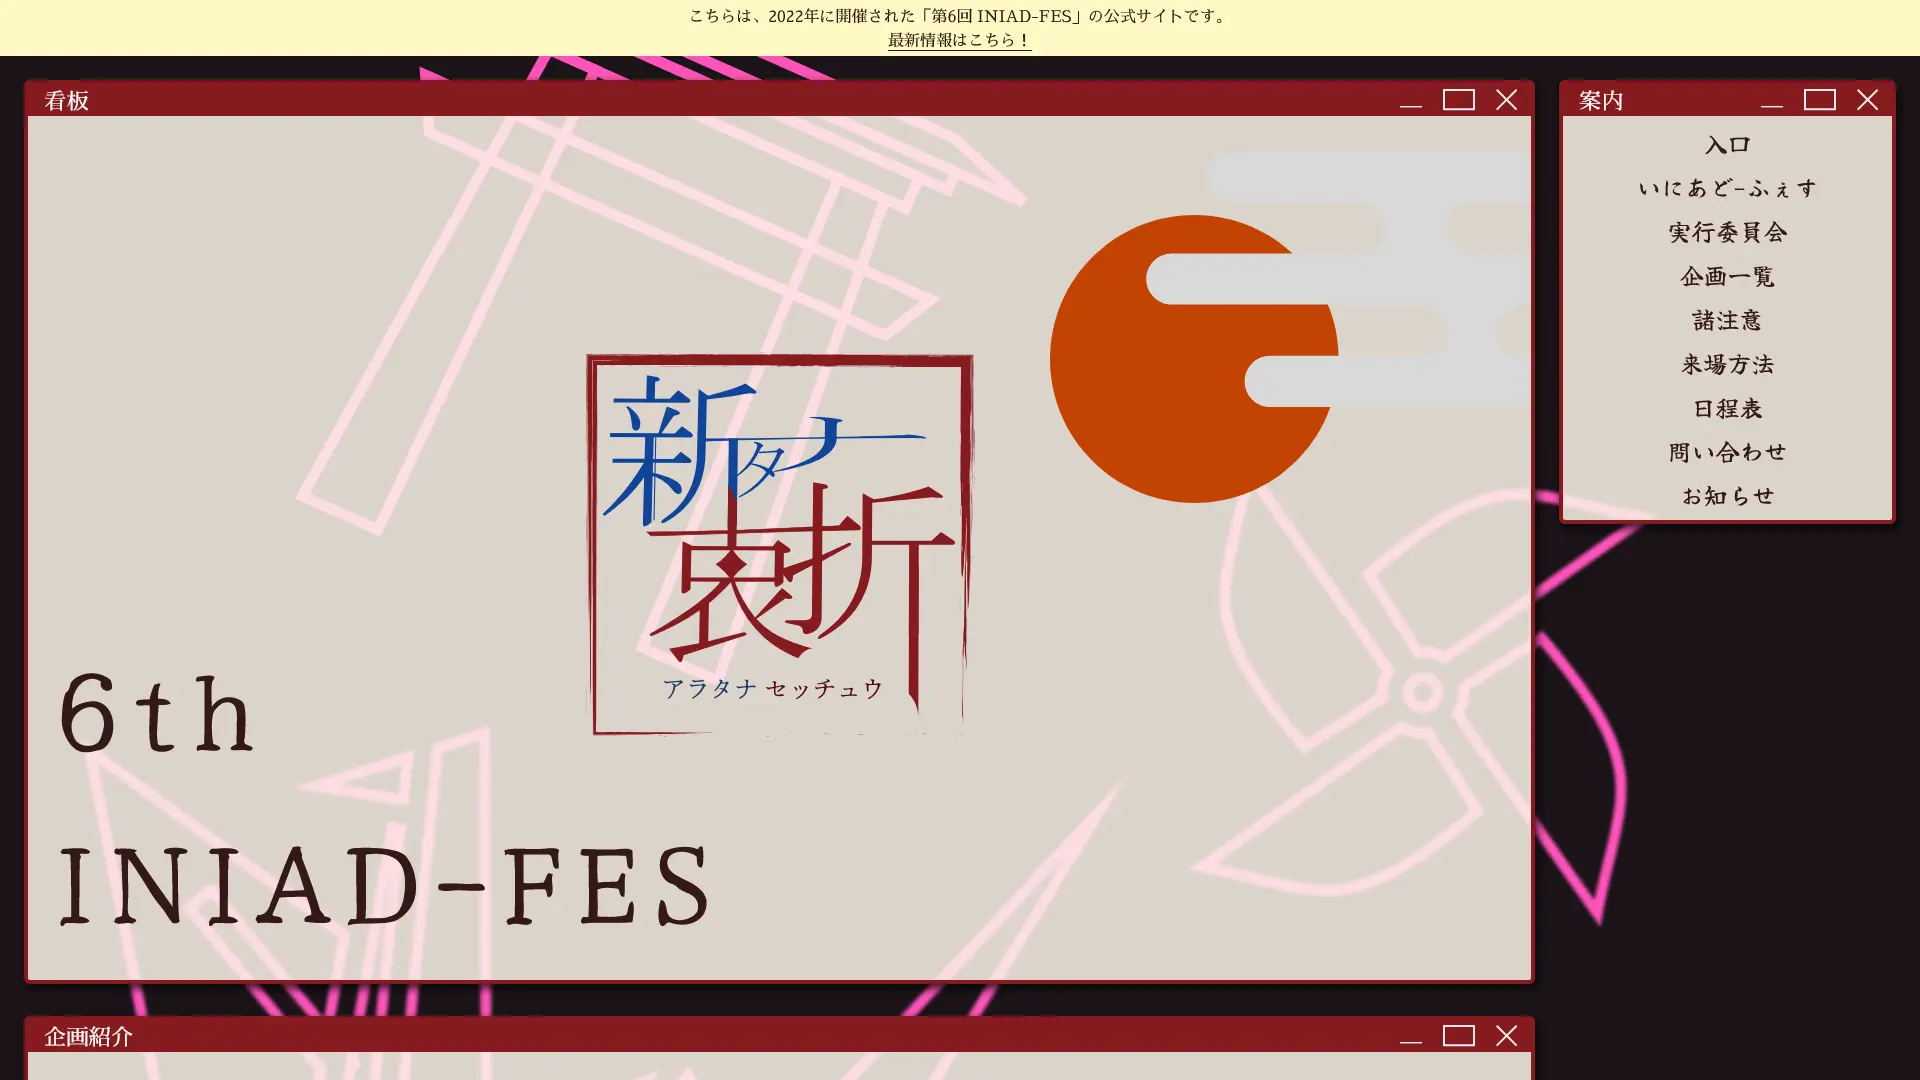 こちらは、2022年に開催された「第6回 INIAD-FES」の公式サイトです。
最新情報はこちら！
看板
新タナ
衷折
アラタナ セッチュウ
6th
INIAD-FES
案内
入口
いにあど-ふぇす
実行委員会
企画一覧
諸注意
来場方法
日程表
問い合わせ
お知らせ
企画紹介